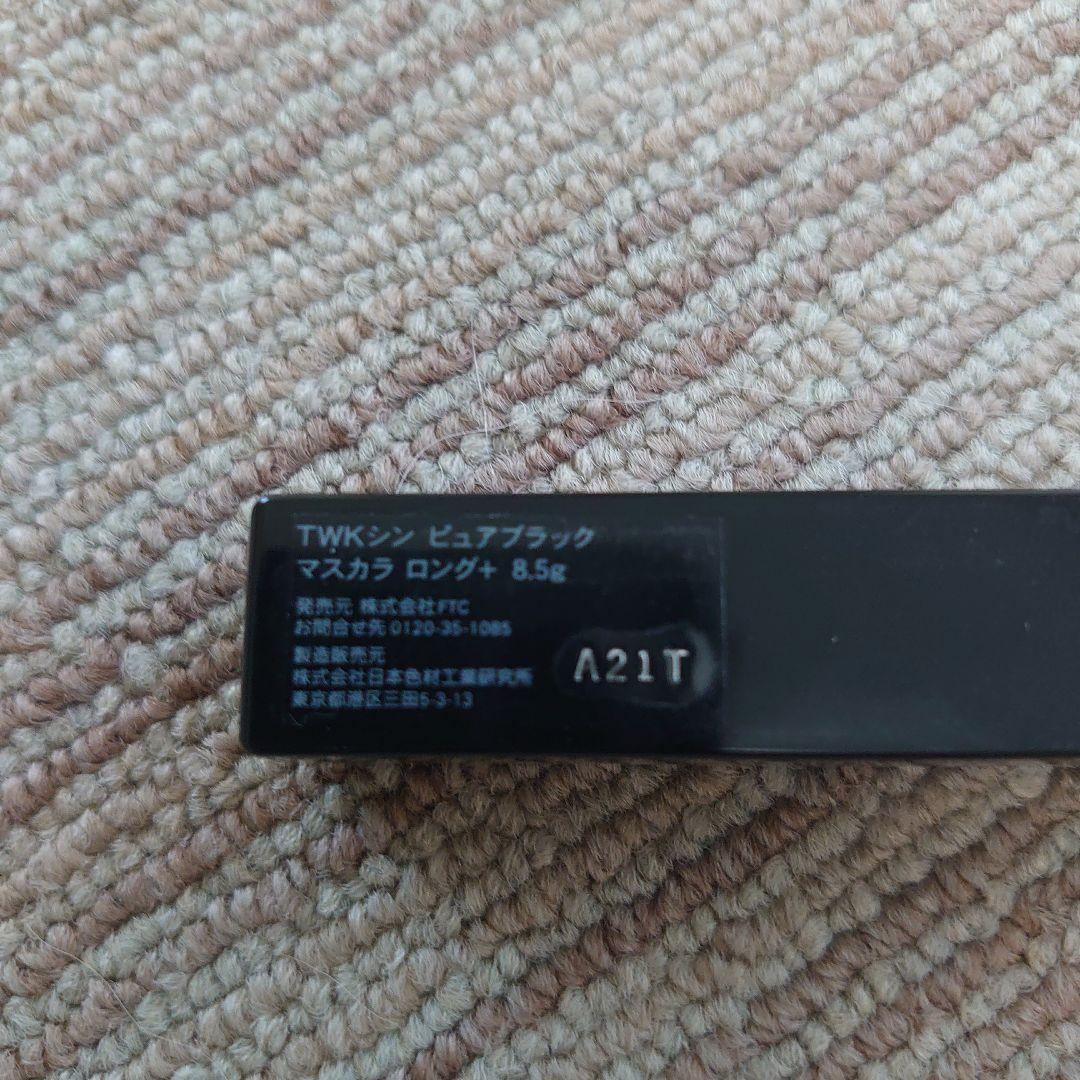 TWKシン ピュアブラック
マスカラ ロング+ 8.5g
発売元 株式会社FTC
お問合せ先 0120-35-1085
製造販売元
株式会社日本色材工業研究所
東京都港区三田5-3-13
A21T